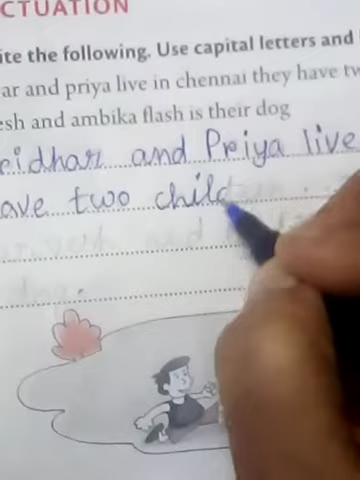 CTUATION
ite the following. Use capital letters and
ar and priya live in chennai they have tw
esh and ambika flash is their dog
ridhar and Priya live
ave two child